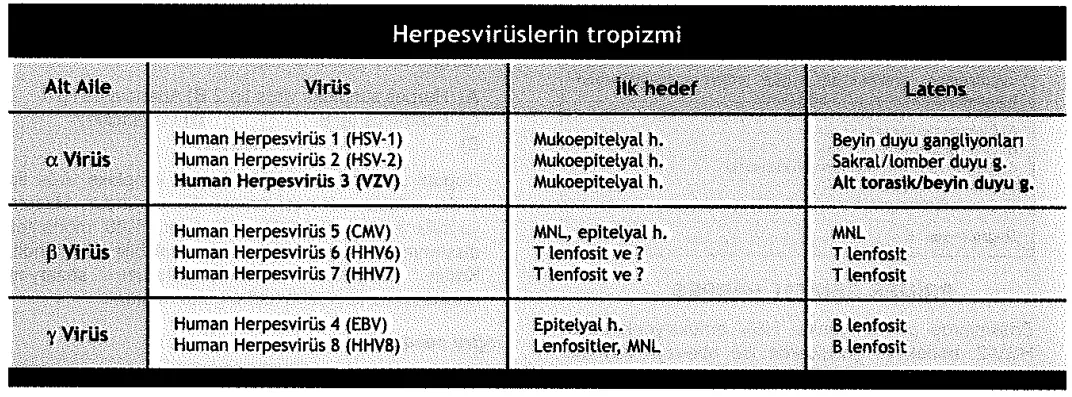 Herpesvirüslerin tropizmi
Alt Aile Virüs İlk hedef Latens
α Virüs
Human Herpesvirüs 1 (HSV-1) Mukoepitelyal h. Beyin duyu gangliyonları
Human Herpesvirüs 2 (HSV-2) Mukoepitelyal h. Sakral/lomber duyu g.
Human Herpesvirüs 3 (VZV) Mukoepitelyal h. Alt torasik/beyin duyu g.
β Virüs
Human Herpesvirüs 5 (CMV) MNL, epitelyal h. MNL
Human Herpesvirüs 6 (HHV6) T lenfosit ve ? T lenfosit
Human Herpesvirüs 7 (HHV7) T lenfosit ve ? T lenfosit
γ Virüs
Human Herpesvirüs 4 (EBV) Epitelyal h. B lenfosit
Human Herpesvirüs 8 (HHV8) Lenfositler, MNL B lenfosit